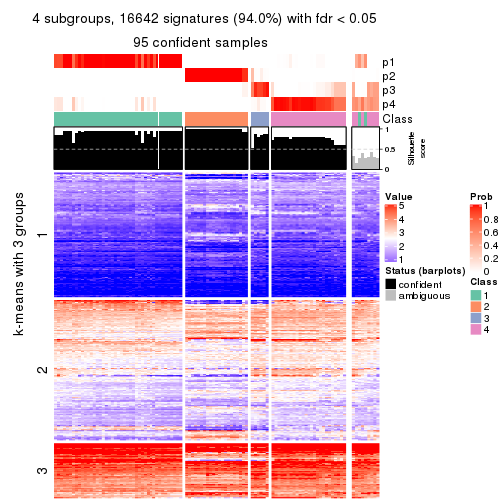 4 subgroups, 16642 signatures (94.0%) with fdr < 0.05
95 confident samples
p1
p2
p3
p4
Class
1
0.5
0
Silhouette
score
k-means with 3 groups
1
2
3
Value
5
4
3
2
1
Status (barplots)
confident
ambiguous
Prob
1
0.8
0.6
0.4
0.2
0
Class
1
2
3
4